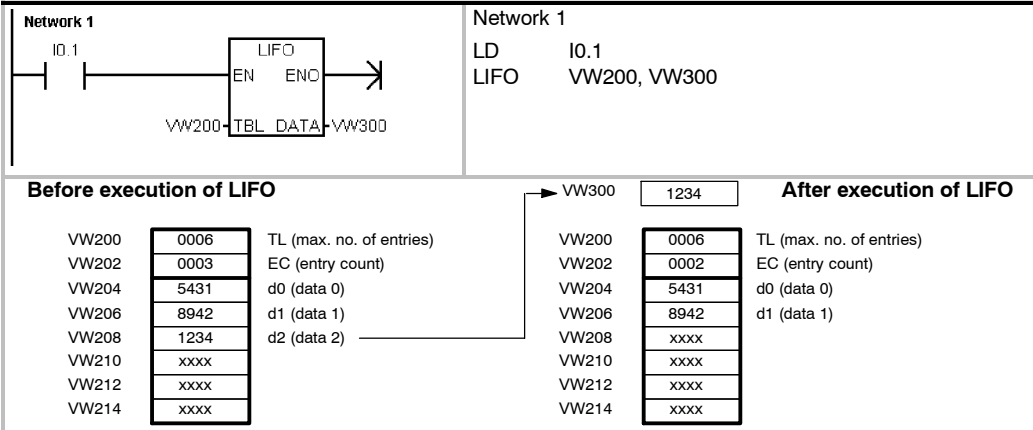 Network 1
I0.1
LIFO
EN ENO
VW200 TBL DATA VW300
Network 1
LD I0.1
LIFO VW200, VW300
Before execution of LIFO
VW200 0006 TL (max. no. of entries)
VW202 0003 EC (entry count)
VW204 5431 d0 (data 0)
VW206 8942 d1 (data 1)
VW208 1234 d2 (data 2)
VW210 xxxx
VW212 xxxx
VW214 xxxx
VW300 1234
After execution of LIFO
VW200 0006 TL (max. no. of entries)
VW202 0002 EC (entry count)
VW204 5431 d0 (data 0)
VW206 8942 d1 (data 1)
VW208 xxxx
VW210 xxxx
VW212 xxxx
VW214 xxxx